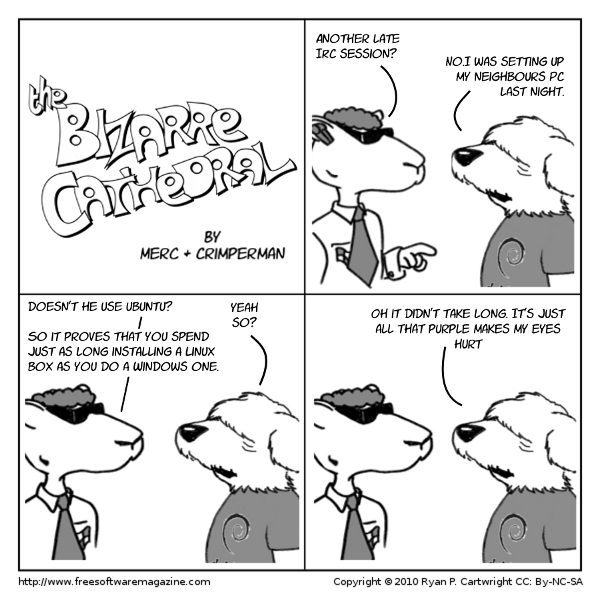 the
BIZARRE
CATHEDRAL
BY
MERC + CRIMPERMAN
ANOTHER LATE
IRC SESSION?
NO.I WAS SETTING UP
MY NEIGHBOURS PC
LAST NIGHT.
DOESN'T HE USE UBUNTU?
YEAH
SO?
SO IT PROVES THAT YOU SPEND
JUST AS LONG INSTALLING A LINUX
BOX AS YOU DO A WINDOWS ONE.
OH IT DIDN'T TAKE LONG. IT'S JUST
ALL THAT PURPLE MAKES MY EYES
HURT
http://www.freesoftwaremagazine.com
Copyright © 2010 Ryan P. Cartwright CC: By-NC-SA